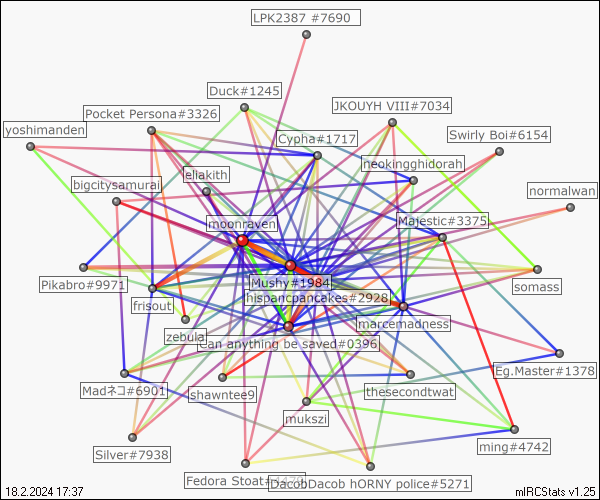 LPK2387 #7690
Duck#1245
Pocket Persona#3326
JKOUYH VIII#7034
yoshimanden
Cypha#1717
Swirly Boi#6154
lellakith
neokingghidorah
bigcitysamurai
normalwan
moonraven
Majestic#3375
Pikabro#9971
Mushy#1984
somass
hispancpancakes#2928
frisout
marcemadness
zebula
Can anything be saved#0396
Eg.Master#1378
Madネコ#6901
shawntee9
thesecondtwat
mukszi
ming#4742
Silver#7938
Fedora Stoat
DacobDacob hORNY police#5271
18.2.2024 17:37
mIRCStats v1.25